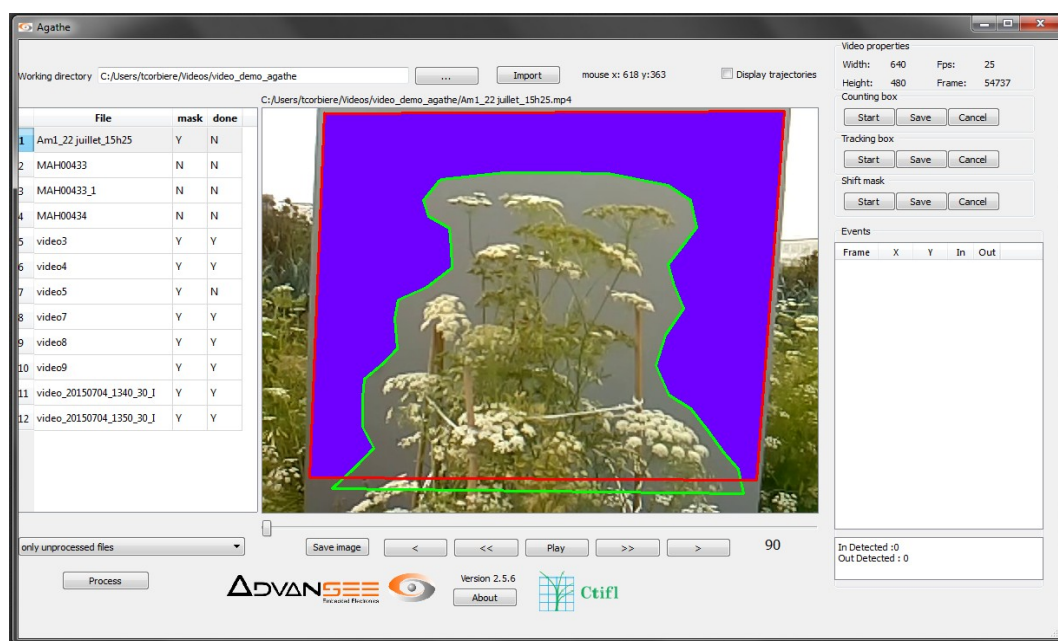 Agathe
Working directory C:/Users/tcorbiere/Videos/video_demo_agathe ... Import mouse x: 618 y:363 Display trajectories
C:/Users/tcorbiere/Videos/video_demo_agathe/Am1_22 juillet_15h25.mp4
File mask done
1 Am1_22 juillet_15h25 Y N
2 MAH00433 N N
3 MAH00433_1 N N
4 MAH00434 N N
5 video3 Y Y
6 video4 Y Y
7 video5 Y N
8 video7 Y Y
9 video8 Y Y
10 video9 Y Y
11 video_20150704_1340_30_I Y Y
12 video_20150704_1350_30_I Y Y
only unprocessed files
Process
Save image < << Play >> > 90
ADVANSEE
Version 2.5.6
About
Ctifl
Video properties
Width: 640 Fps: 25
Height: 480 Frame: 54737
Counting box
Start Save Cancel
Tracking box
Start Save Cancel
Shift mask
Start Save Cancel
Events
Frame X Y In Out
In Detected :0
Out Detected : 0